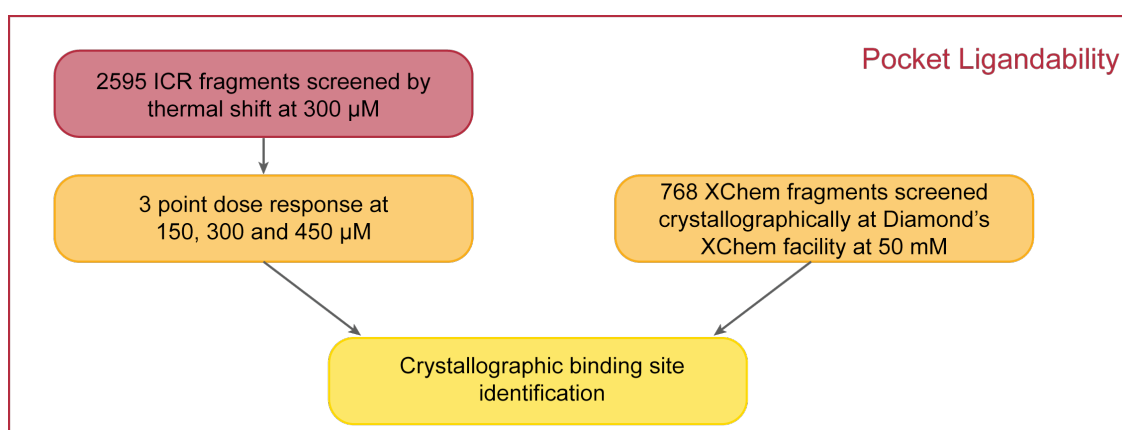 Pocket Ligandability
2595 ICR fragments screened by
thermal shift at 300 µM
3 point dose response at
150, 300 and 450 µM
768 XChem fragments screened
crystallographically at Diamond’s
XChem facility at 50 mM
Crystallographic binding site
identification